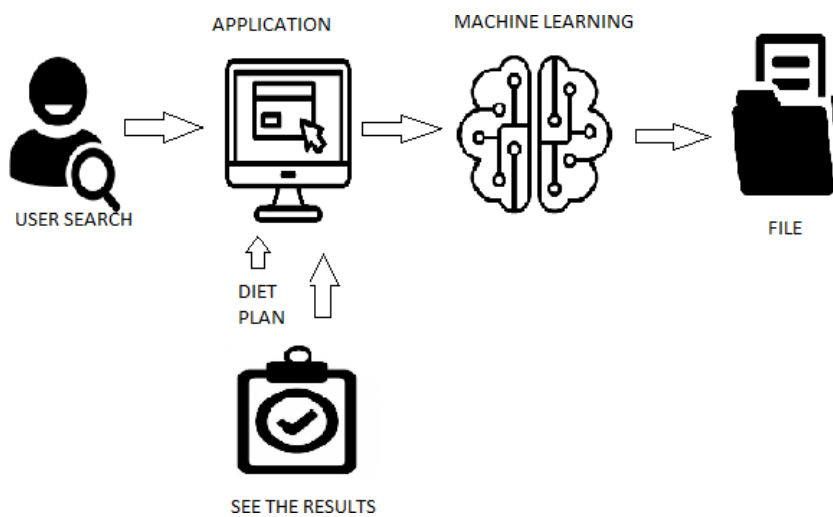 APPLICATION
MACHINE LEARNING
USER SEARCH
FILE
DIET
PLAN
SEE THE RESULTS